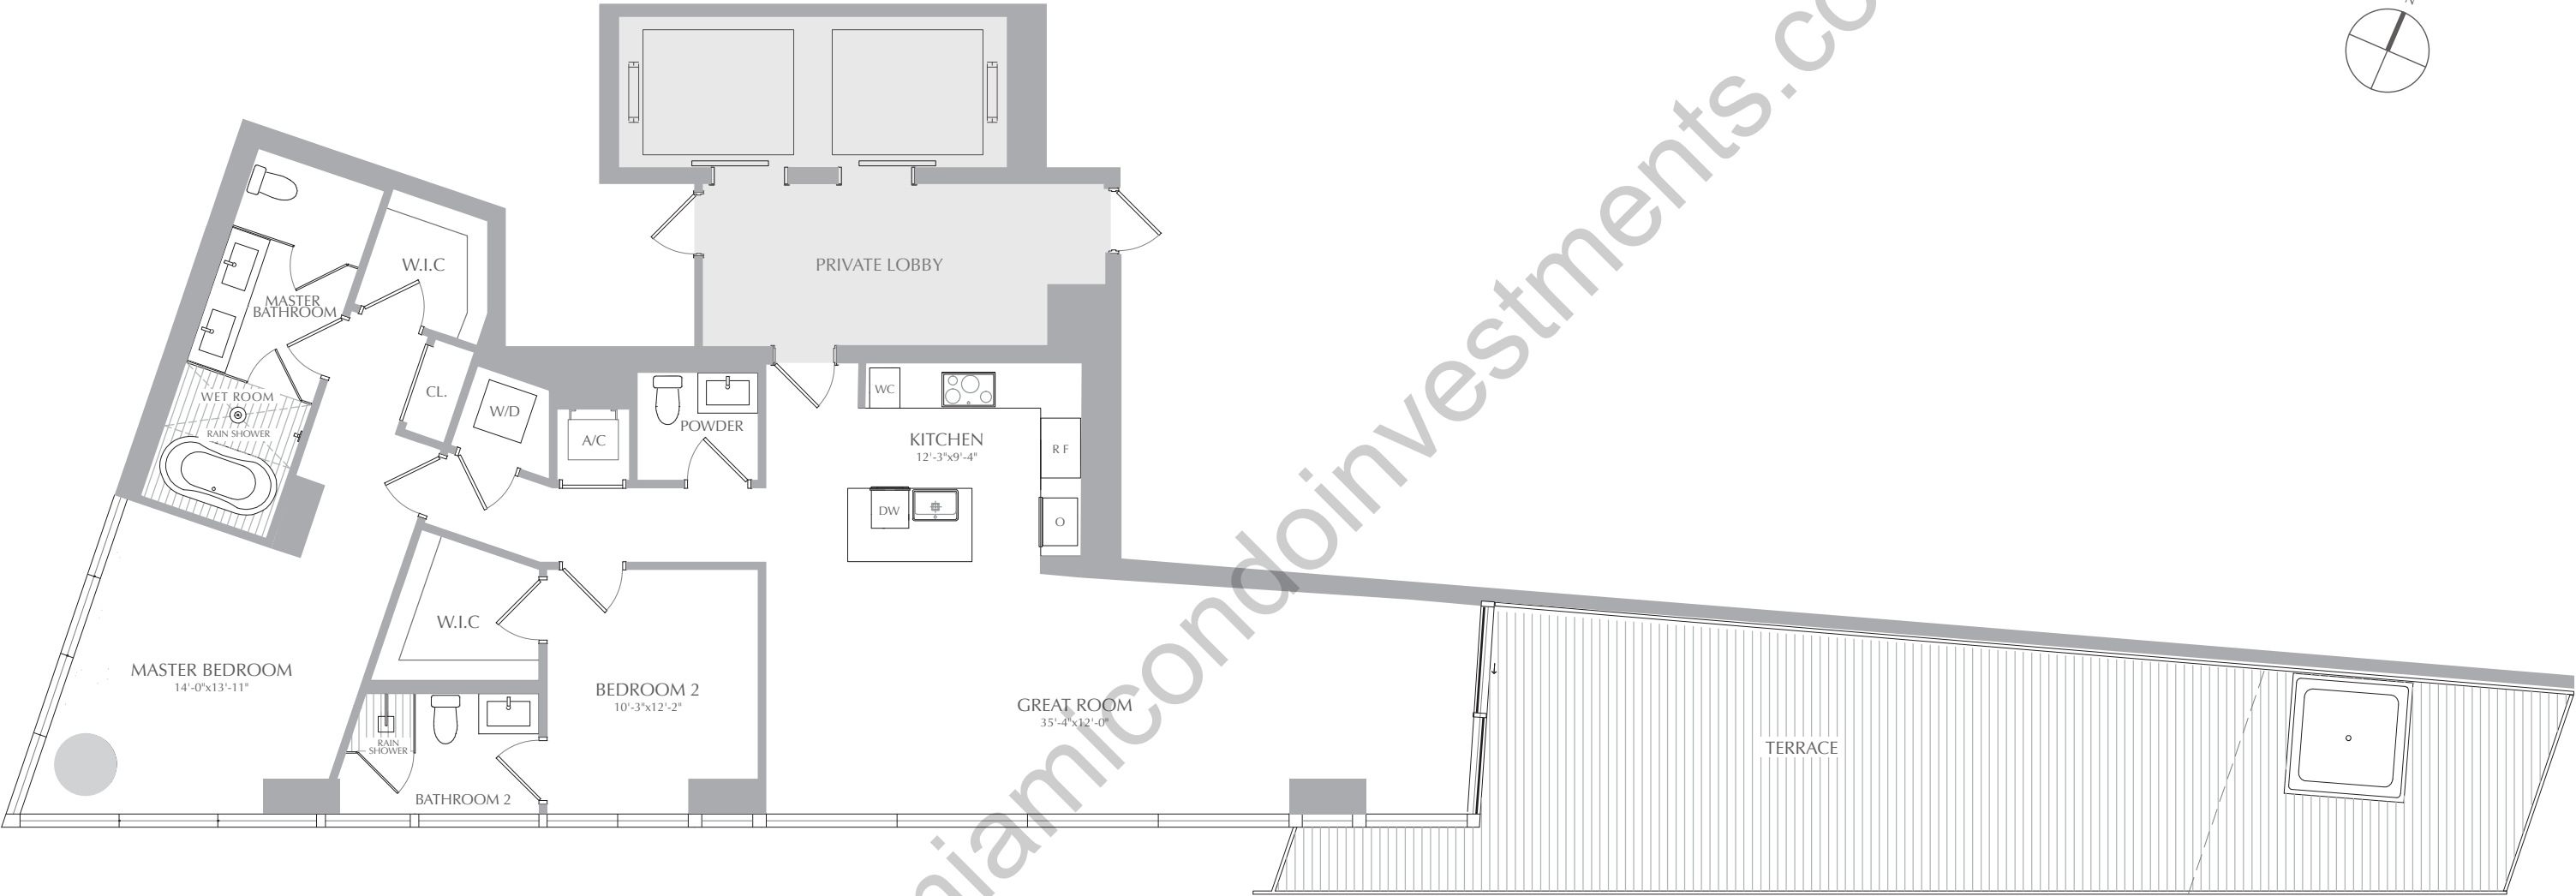 N
PRIVATE LOBBY
W.I.C
MASTER
BATHROOM
WET ROOM
RAIN SHOWER
CL.
W/D
A/C
POWDER
WC
KITCHEN
12'-3"x9'-4"
R F
DW
O
W.I.C
MASTER BEDROOM
14'-0"x13'-11"
BEDROOM 2
10'-3"x12'-2"
GREAT ROOM
35'-4"x12'-0"
TERRACE
RAIN
SHOWER
BATHROOM 2
miamicondoinvestments.co